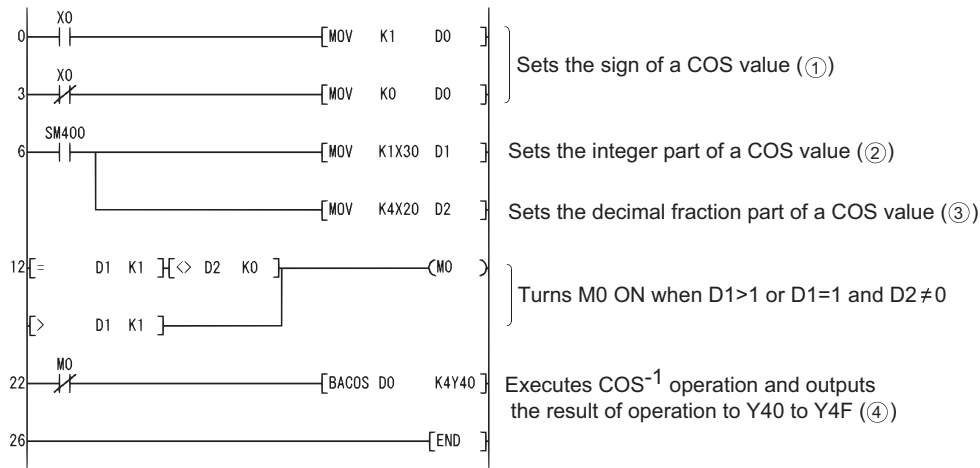 X0
0 [MOV K1 D0 ]
Sets the sign of a COS value (①)
X0
3 [MOV K0 D0 ]
SM400
6 [MOV K1X30 D1 ] Sets the integer part of a COS value (②)
[MOV K4X20 D2 ] Sets the decimal fraction part of a COS value (③)
12 [= D1 K1 ] [<> D2 K0 ] (M0 )
Turns M0 ON when D1>1 or D1=1 and D2≠0
[> D1 K1 ]
M0
22 [BACOS D0 K4Y40 ] Executes COS-1 operation and outputs
the result of operation to Y40 to Y4F (④)
26 [END ]